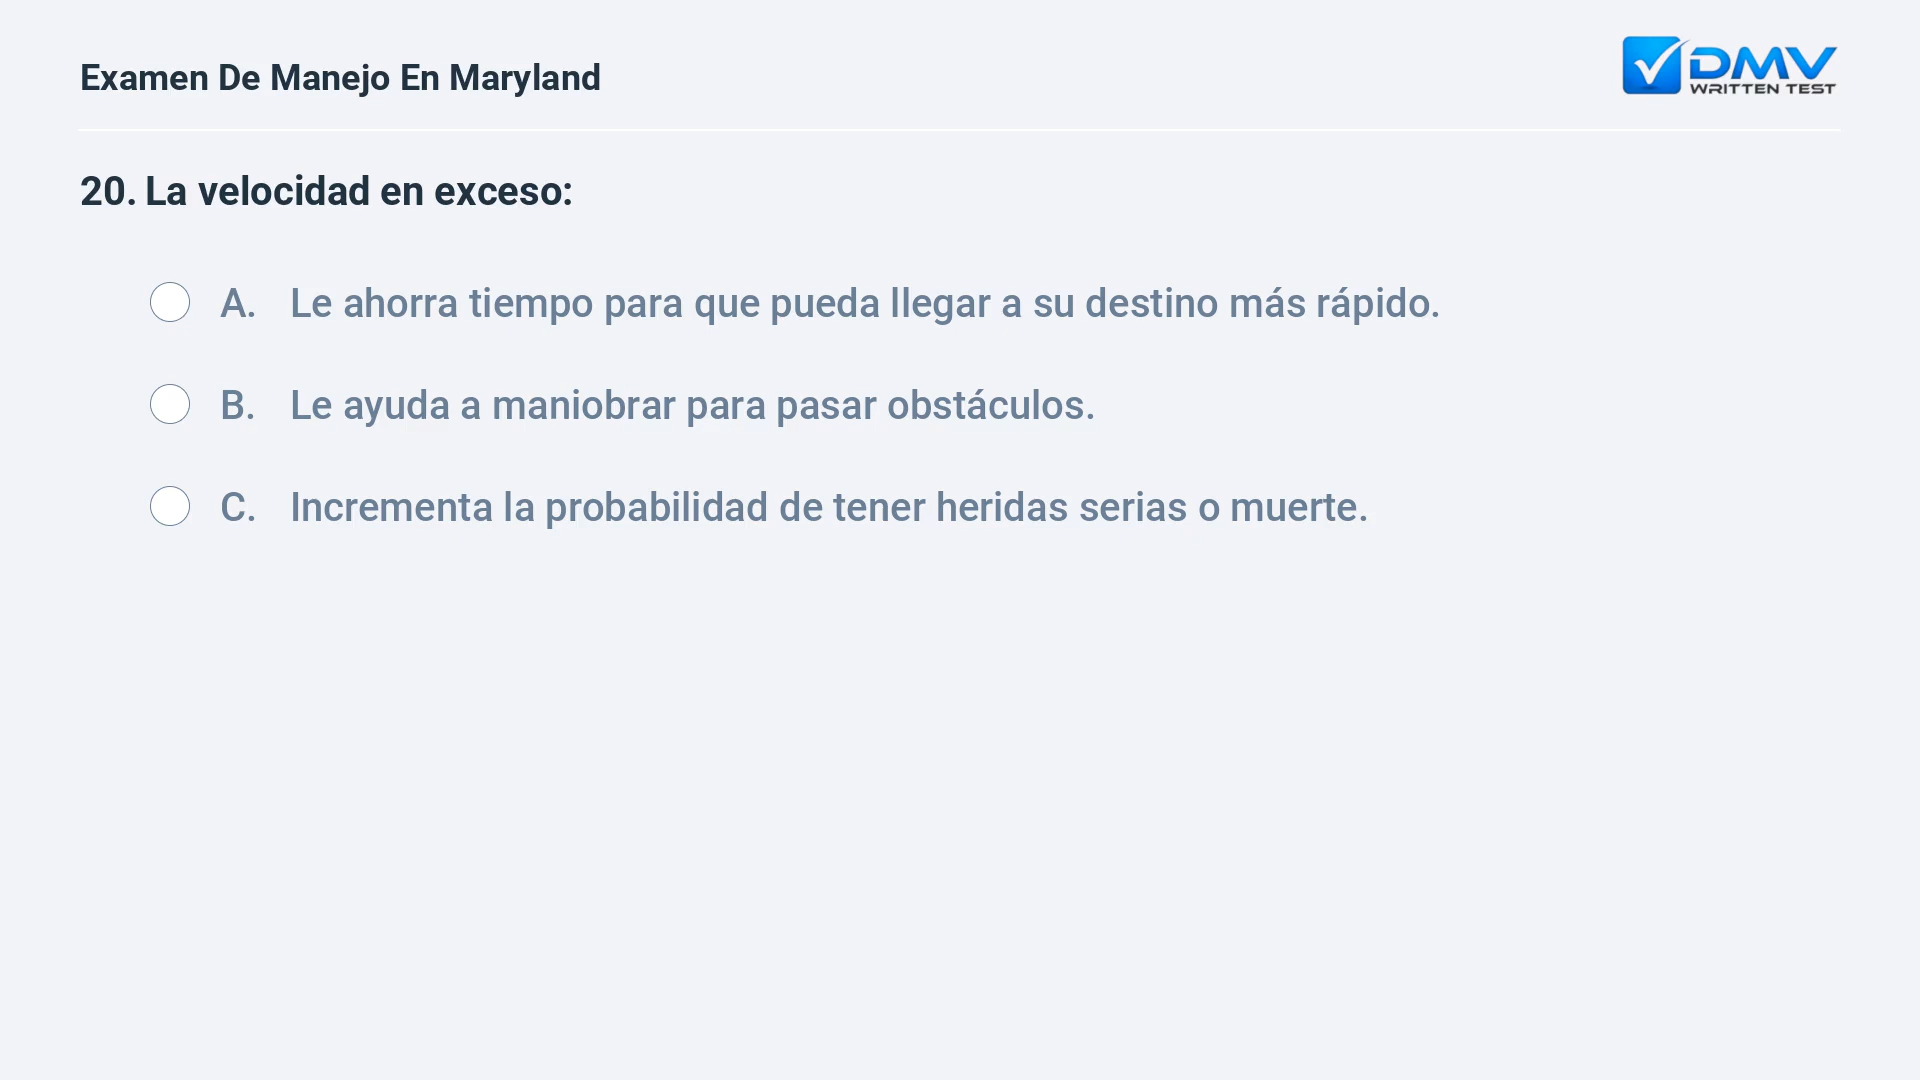 Examen De Manejo En Maryland
DMV
WRITTEN TEST
20. La velocidad en exceso:
A. Le ahorra tiempo para que pueda llegar a su destino más rápido.
B. Le ayuda a maniobrar para pasar obstáculos.
C. Incrementa la probabilidad de tener heridas serias o muerte.